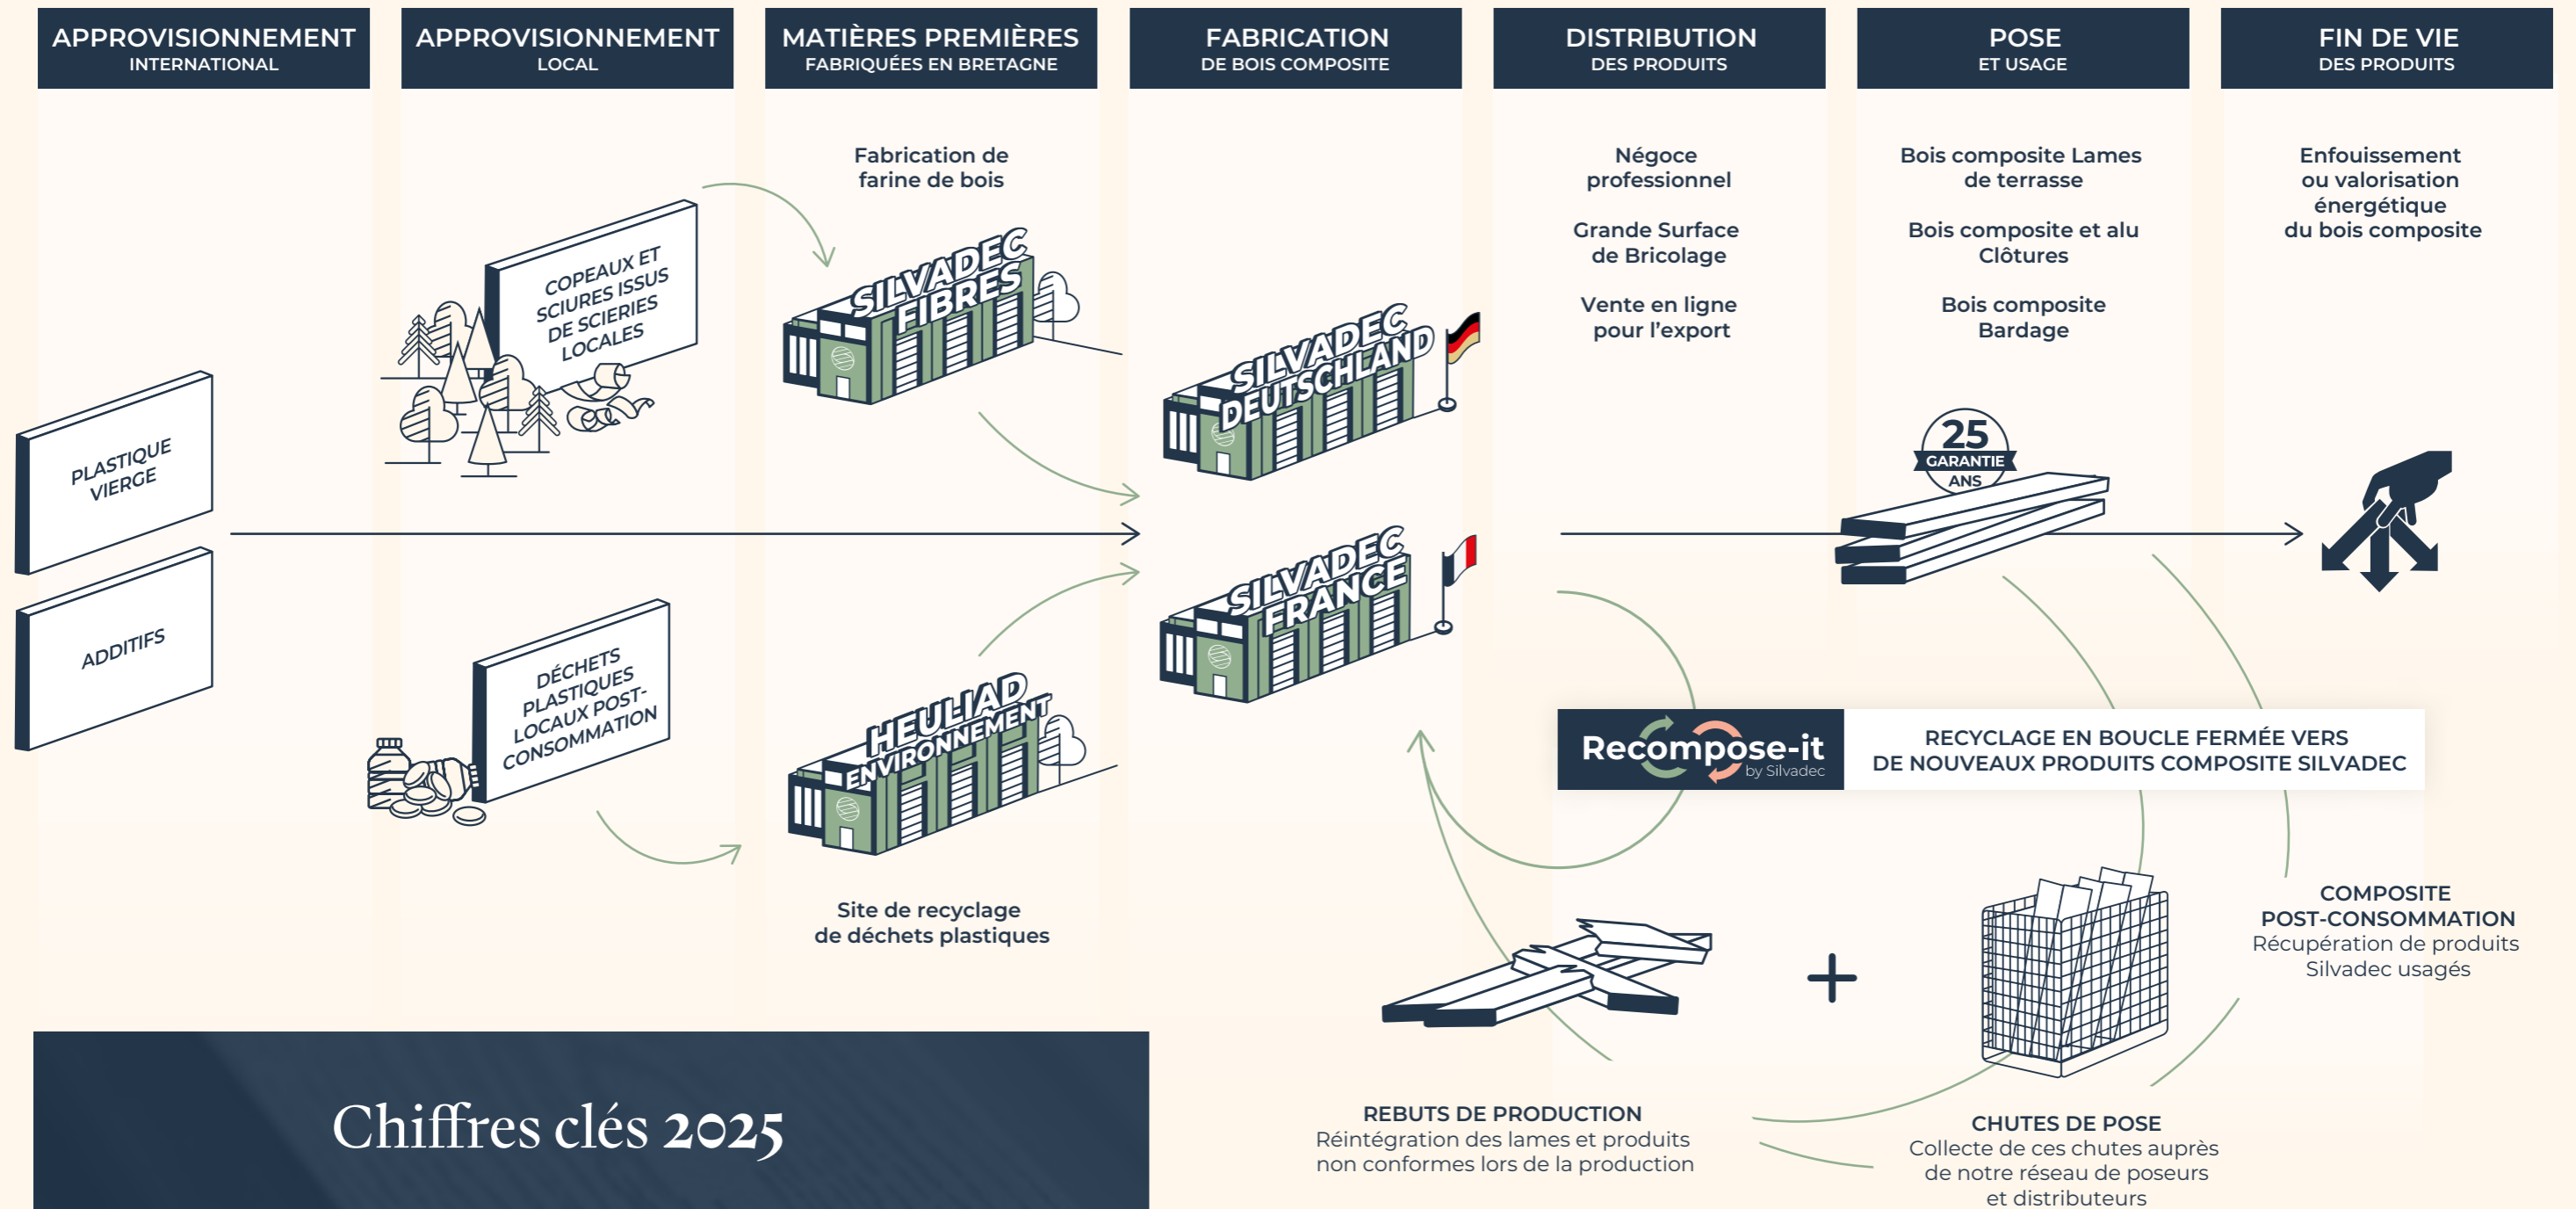 APPROVISIONNEMENT
INTERNATIONAL
APPROVISIONNEMENT
LOCAL
MATIÈRES PREMIÈRES
FABRIQUÉES EN BRETAGNE
FABRICATION
DE BOIS COMPOSITE
DISTRIBUTION
DES PRODUITS
POSE
ET USAGE
FIN DE VIE
DES PRODUITS
PLASTIQUE
VIERGE
ADDITIFS
COPEAUX ET
SCIURES ISSUS
DE SCIERIES
LOCALES
DÉCHETS
PLASTIQUES
LOCAUX POST-
CONSOMMATION
Fabrication de
farine de bois
SILVADEC
FIBRES
HEULIAD
ENVIRONNEMENT
Site de recyclage
de déchets plastiques
SILVADEC
DEUTSCHLAND
SILVADEC
FRANCE
Négoce
professionnel
Grande Surface
de Bricolage
Vente en ligne
pour l'export
Bois composite Lames
de terrasse
Bois composite et alu
Clôtures
Bois composite
Bardage
25
GARANTIE
ANS
Enfouissement
ou valorisation
énergétique
du bois composite
Recompose-it
by Silvadec
RECYCLAGE EN BOUCLE FERMÉE VERS
DE NOUVEAUX PRODUITS COMPOSITE SILVADEC
COMPOSITE
POST-CONSOMMATION
Récupération de produits
Silvadec usagés
REBUTS DE PRODUCTION
Réintégration des lames et produits
non conformes lors de la production
CHUTES DE POSE
Collecte de ces chutes auprès
de notre réseau de poseurs
et distributeurs
Chiffres clés 2025